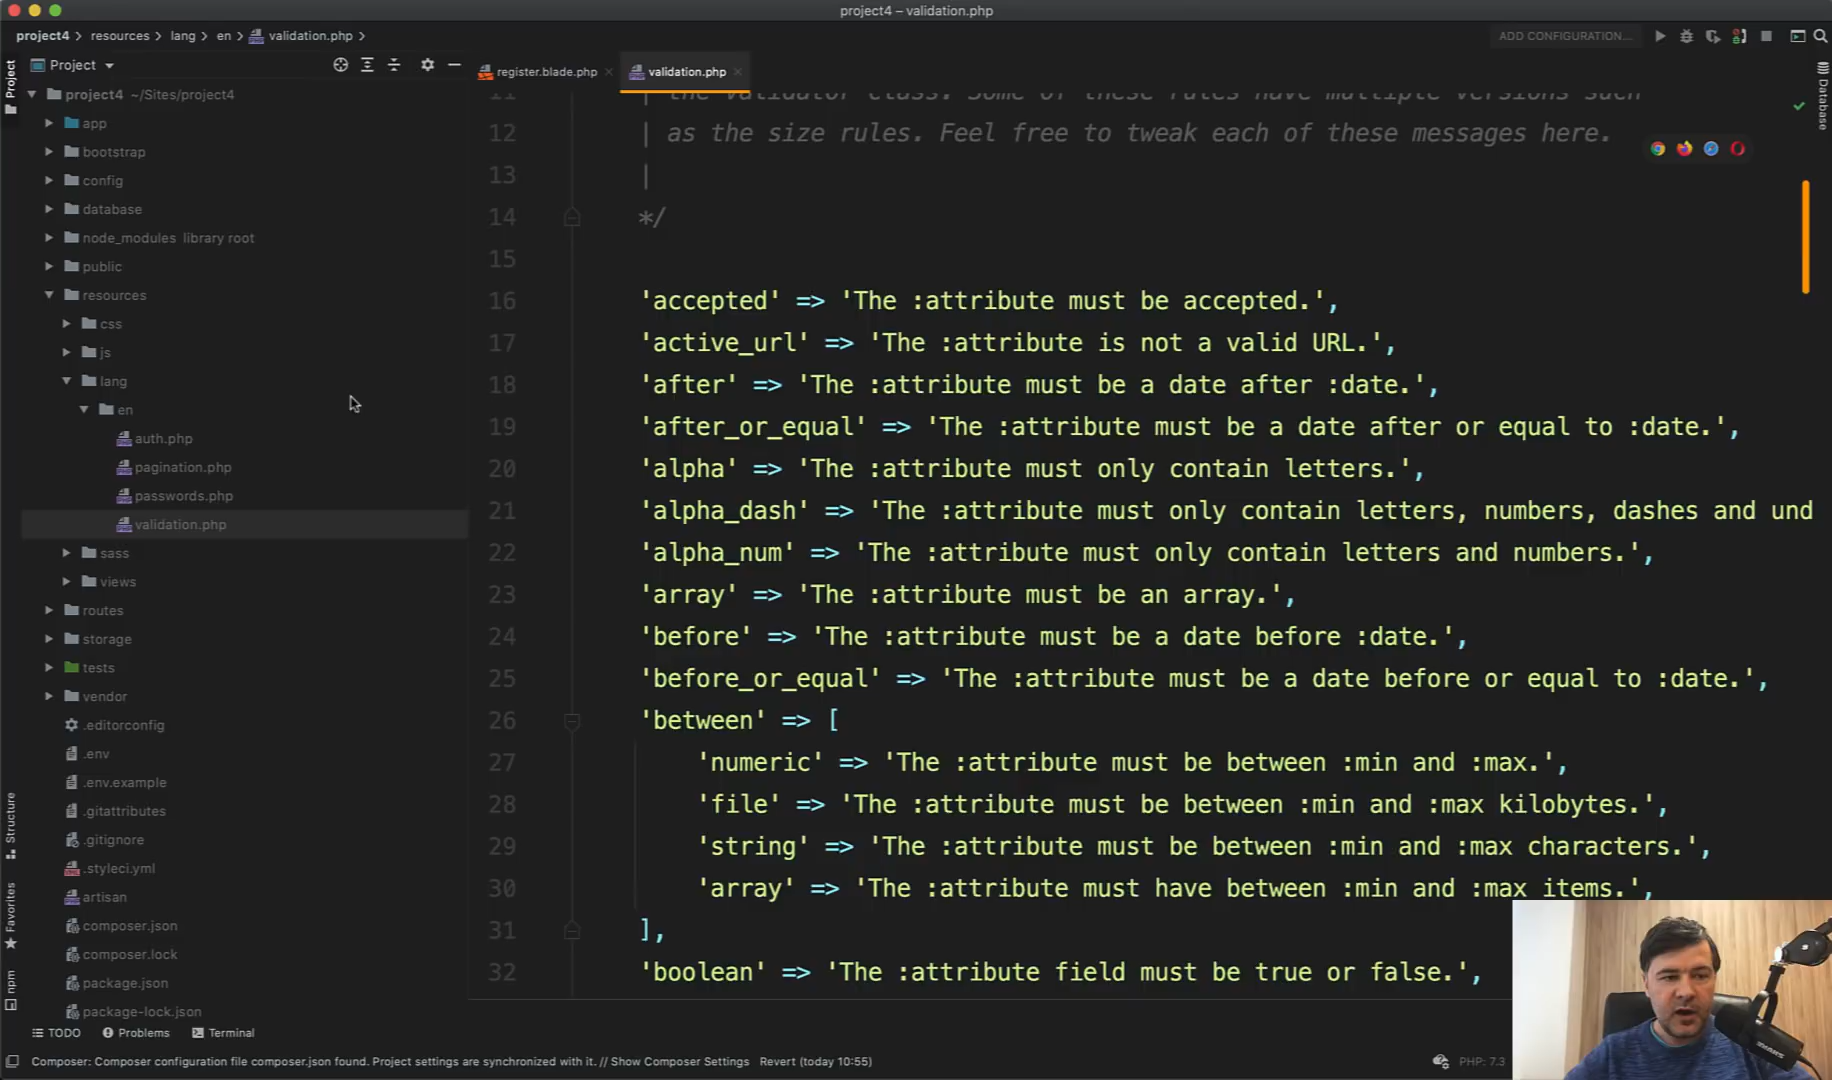 project4 – validation.php
project4 > resources > lang > en > validation.php >
ADD CONFIGURATION...
Project
Project
register.blade.php
validation.php
Database
project4 ~/Sites/project4
app
bootstrap
config
database
node_modules library root
public
resources
css
js
lang
en
auth.php
pagination.php
passwords.php
validation.php
sass
views
routes
storage
tests
vendor
.editorconfig
.env
.env.example
.gitattributes
.gitignore
.styleci.yml
artisan
composer.json
composer.lock
package.json
package-lock.json
Structure
Favorites
npm
11 | the validator class. Some of these rules have multiple versions such
12 | as the size rules. Feel free to tweak each of these messages here.
13 |
14 */
15
16 'accepted' => 'The :attribute must be accepted.',
17 'active_url' => 'The :attribute is not a valid URL.',
18 'after' => 'The :attribute must be a date after :date.',
19 'after_or_equal' => 'The :attribute must be a date after or equal to :date.',
20 'alpha' => 'The :attribute must only contain letters.',
21 'alpha_dash' => 'The :attribute must only contain letters, numbers, dashes and und
22 'alpha_num' => 'The :attribute must only contain letters and numbers.',
23 'array' => 'The :attribute must be an array.',
24 'before' => 'The :attribute must be a date before :date.',
25 'before_or_equal' => 'The :attribute must be a date before or equal to :date.',
26 'between' => [
27 'numeric' => 'The :attribute must be between :min and :max.',
28 'file' => 'The :attribute must be between :min and :max kilobytes.',
29 'string' => 'The :attribute must be between :min and :max characters.',
30 'array' => 'The :attribute must have between :min and :max items.',
31 ],
32 'boolean' => 'The :attribute field must be true or false.',
TODO Problems Terminal
Composer: Composer configuration file composer.json found. Project settings are synchronized with it. // Show Composer Settings Revert (today 10:55)
PHP: 7.3